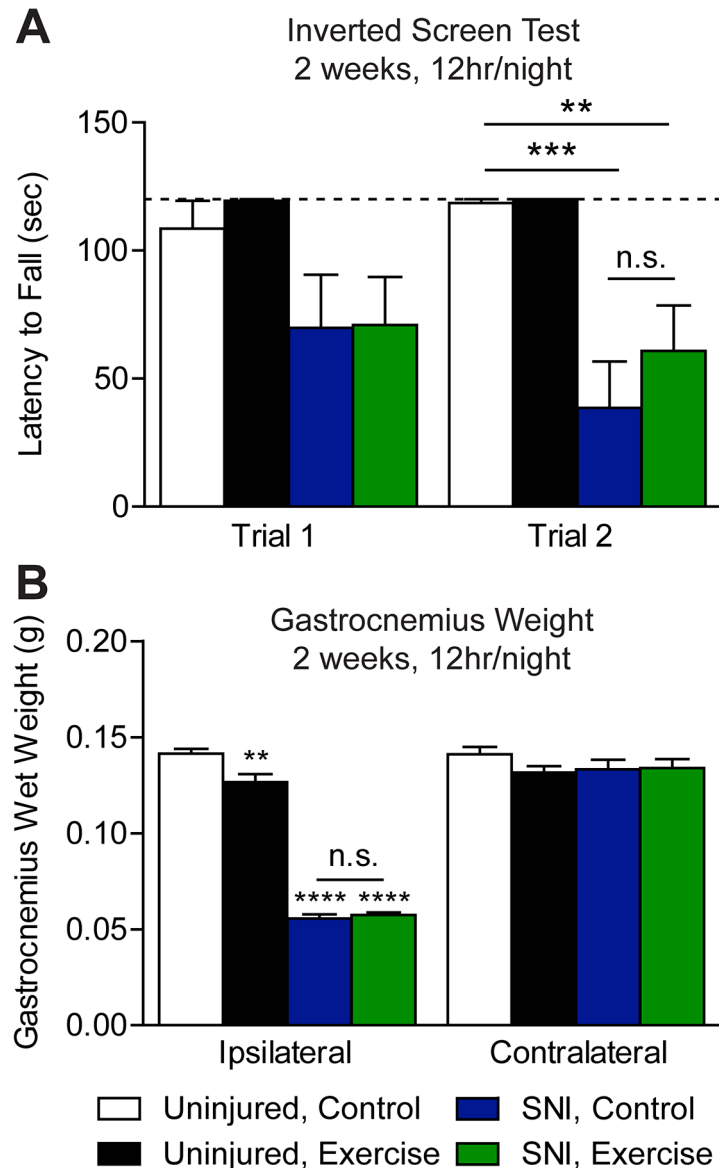 A
Inverted Screen Test
2 weeks, 12hr/night
Latency to Fall (sec)
150
100
50
0
**
***
n.s.
Trial 1
Trial 2
B
Gastrocnemius Weight
2 weeks, 12hr/night
Gastrocnemius Wet Weight (g)
0.20
0.15
0.10
0.05
0.00
**
n.s.
**** ****
Ipsilateral
Contralateral
Uninjured, Control
SNI, Control
Uninjured, Exercise
SNI, Exercise